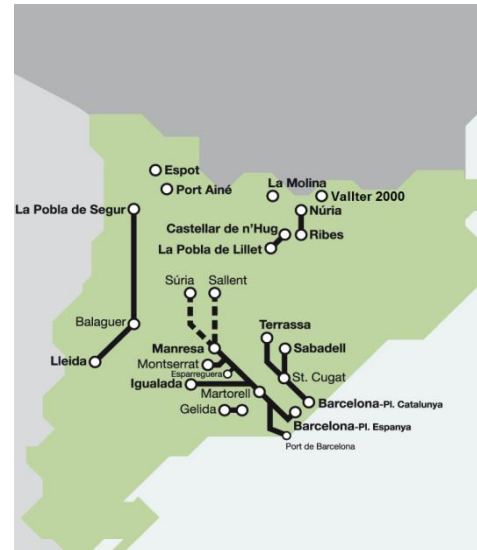 Espot
Port Ainé
La Molina
Vallter 2000
La Pobla de Segur
Núria
Castellar de n'Hug
Ribes
La Pobla de Lillet
Súria
Sallent
Balaguer
Terrassa
Manresa
Sabadell
Lleida
Montserrat
Esparreguera
St. Cugat
Igualada
Martorell
Barcelona-Pl. Catalunya
Gelida
Barcelona-Pl. Espanya
Port de Barcelona